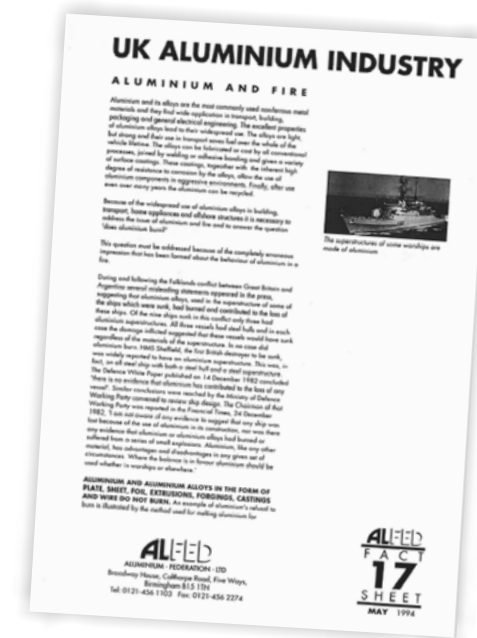 UK ALUMINIUM INDUSTRY
ALUMINIUM AND FIRE
Aluminium and its alloys are the most commonly used nonferrous metal
materials and they find wide application in transport, building,
packaging and general electrical engineering. The excellent properties
of aluminium alloys lead to their widespread use. The alloys are light,
but strong and their use in transport saves fuel over the whole of the
vehicle lifetime. The alloys can be fabricated or cast by all conventional
processes, joined by welding or adhesive bonding and given a variety
of surface coatings. These coatings, together with the inherent high
degree of resistance to corrosion by the alloys, allow the use of
aluminium components in aggressive environments. Finally, after use
even over many years the aluminium can be recycled.
Because of the widespread use of aluminium alloys in building,
transport, home appliances and offshore structures it is necessary to
address the issue of aluminium and fire and to answer the question
'does aluminium burn?'
This question must be addressed because of the completely erroneous
impression that has been formed about the behaviour of aluminium in a
fire.
The superstructures of some warships are
made of aluminium
During and following the Falklands conflict between Great Britain and
Argentina several misleading statements appeared in the press,
suggesting that aluminium alloys, used in the superstructure of some of
the ships which were sunk, had burned and contributed to the loss of
these ships. Of the nine ships sunk in this conflict only three had
aluminium superstructures. All three vessels had steel hulls and in each
case the damage inflicted suggested that these vessels would have sunk
regardless of the materials of the superstructure. In no case did
aluminium burn. HMS Sheffield, the first British destroyer to be sunk,
was widely reported to have an aluminium superstructure. This was, in
fact, an all steel ship with both a steel hull and a steel superstructure.
The Defence White Paper published on 14 December 1982 concluded
'there is no evidence that aluminium has contributed to the loss of any
vessel'. Similar conclusions were reached by the Ministry of Defence
Working Party convened to review ship design. The Chairman of that
Working Party was reported in the Financial Times, 24 December
1982, 'I am not aware of any evidence to suggest that any ship was
lost because of the use of aluminium in its construction, nor was there
any evidence that aluminium or aluminium alloys had burned or
suffered from a series of small explosions. Aluminium, like any other
material, has advantages and disadvantages in any given set of
circumstances. Where the balance is in favour aluminium should be
used whether in warships or elsewhere.'
ALUMINIUM AND ALUMINIUM ALLOYS IN THE FORM OF
PLATE, SHEET, FOIL, EXTRUSIONS, FORGINGS, CASTINGS
AND WIRE DO NOT BURN. An example of aluminium's refusal to
burn is illustrated by the method used for melting aluminium for
ALFED
ALUMINIUM · FEDERATION · LTD
Broadway House, Calthorpe Road, Five Ways,
Birmingham B15 1TN
Tel: 0121-456 1103 Fax: 0121-456 2274
ALFED
FACT
17
SHEET
MAY 1994